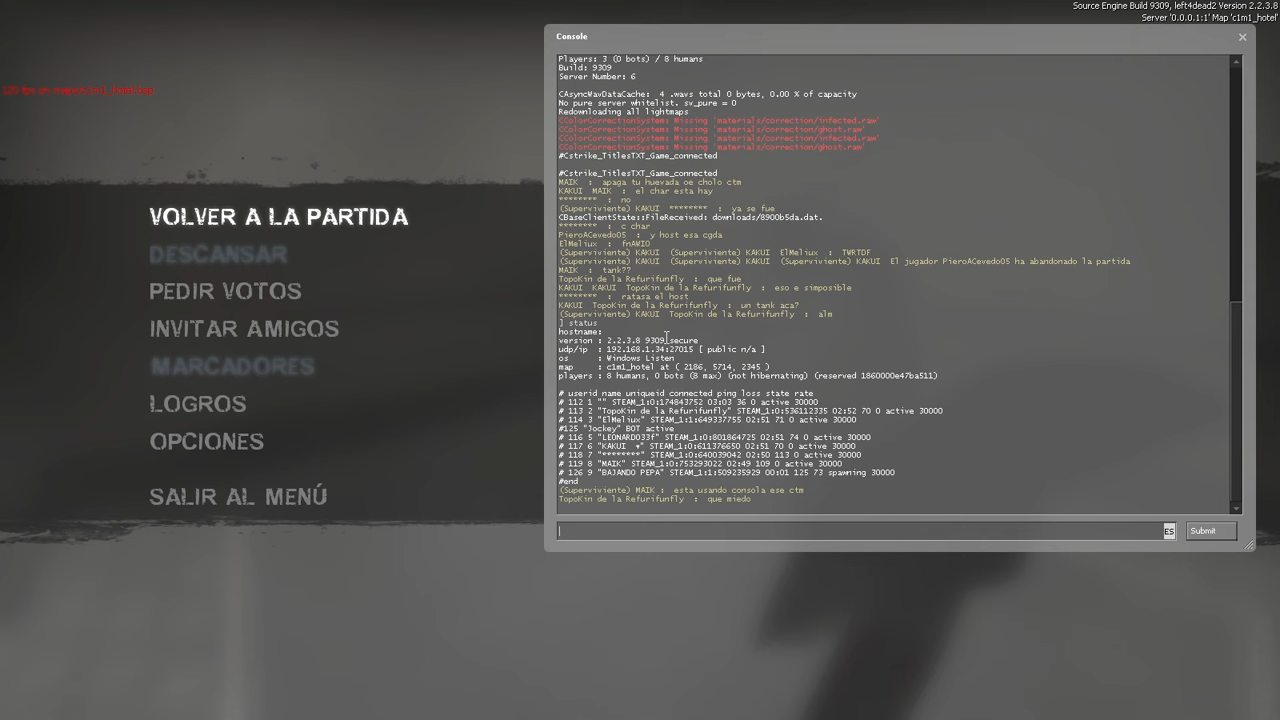 Source Engine Build 9309, left4dead2 Version 2.2.3.8
Server '0.0.0.1:1' Map 'c1m1_hotel'
120 fps on maps/c1m1_hotel.bsp
VOLVER A LA PARTIDA
DESCANSAR
PEDIR VOTOS
INVITAR AMIGOS
MARCADORES
LOGROS
OPCIONES
SALIR AL MENÚ
Console
Players: 3 (0 bots) / 8 humans
Build: 9309
Server Number: 6
CAsyncWavDataCache: 4 .wavs total 0 bytes, 0.00 % of capacity
No pure server whitelist. sv_pure = 0
Redownloading all lightmaps
CColorCorrectionSystem: Missing 'materials/correction/infected.raw'
CColorCorrectionSystem: Missing 'materials/correction/ghost.raw'
CColorCorrectionSystem: Missing 'materials/correction/infected.raw'
CColorCorrectionSystem: Missing 'materials/correction/ghost.raw'
#Cstrike_TitlesTXT_Game_connected
#Cstrike_TitlesTXT_Game_connected
MAIK : apaga tu huevada oe cholo ctm
KAKUI MAIK : el char esta hay
******** : no
(Superviviente) KAKUI ******** : ya se fue
CBaseClientState::FileReceived: downloads/8900b5da.dat.
******** : c char
PieroACevedo05 : y host esa cgda
ElMeliux : fnAWIO
(Superviviente) KAKUI (Superviviente) KAKUI ElMeliux : TWRTDF
(Superviviente) KAKUI (Superviviente) KAKUI (Superviviente) KAKUI El jugador PieroACevedo05 ha abandonado la partida
MAIK : tank??
TopoKin de la Refurifunfly : que fue
KAKUI KAKUI TopoKin de la Refurifunfly : eso e simposible
******** : ratasa el host
KAKUI TopoKin de la Refurifunfly : un tank aca?
(Superviviente) KAKUI TopoKin de la Refurifunfly : alm
] status
hostname:
version : 2.2.3.8 9309 secure
udp/ip : 192.168.1.34:27015 [ public n/a ]
os : Windows Listen
map : c1m1_hotel at ( 2186, 5714, 2345 )
players : 8 humans, 0 bots (8 max) (not hibernating) (reserved 1860000e47ba511)
# userid name uniqueid connected ping loss state rate
# 112 1 "" STEAM_1:0:174843752 03:03 36 0 active 30000
# 113 2 "TopoKin de la Refurifunfly" STEAM_1:0:536112335 02:52 70 0 active 30000
# 114 3 "ElMeliux" STEAM_1:1:649337755 02:51 71 0 active 30000
#125 "Jockey" BOT active
# 116 5 "LEONARDO33f" STEAM_1:0:801864725 02:51 74 0 active 30000
# 117 6 "KAKUI ♥" STEAM_1:0:611376650 02:51 70 0 active 30000
# 118 7 "********" STEAM_1:0:640039042 02:50 113 0 active 30000
# 119 8 "MAIK" STEAM_1:0:753293022 02:49 109 0 active 30000
# 126 9 "BAJANDO PEPA" STEAM_1:1:509235929 00:01 125 73 spawning 30000
#end
(Superviviente) MAIK : esta usando consola ese ctm
TopoKin de la Refurifunfly : que miedo
ES
Submit